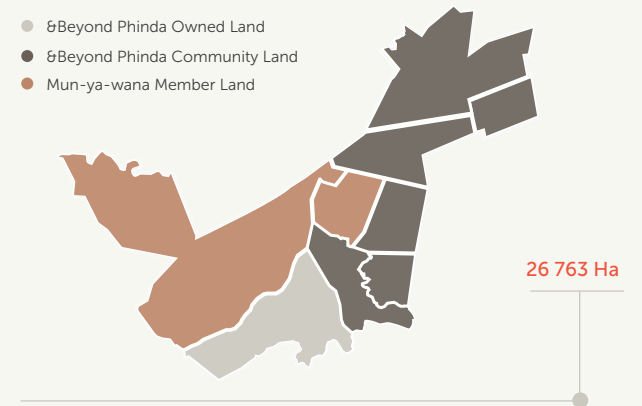 &Beyond Phinda Owned Land
&Beyond Phinda Community Land
Mun-ya-wana Member Land
26 763 Ha